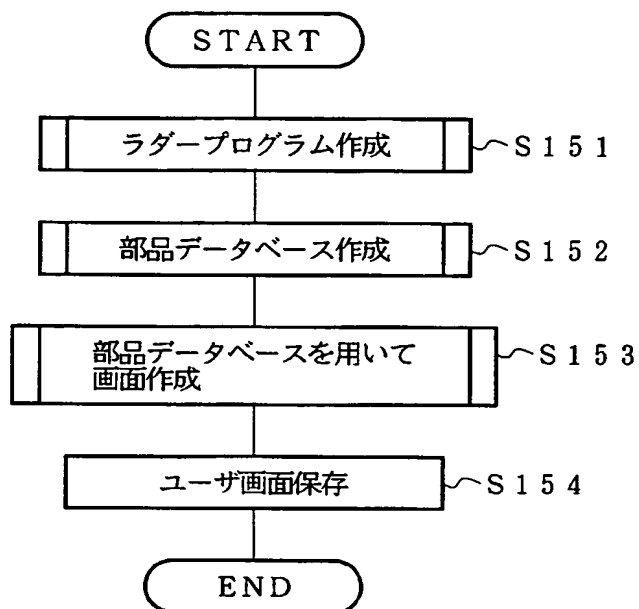 START
ラダープログラム作成
S151
部品データベース作成
S152
部品データベースを用いて
画面作成
S153
ユーザ画面保存
S154
END